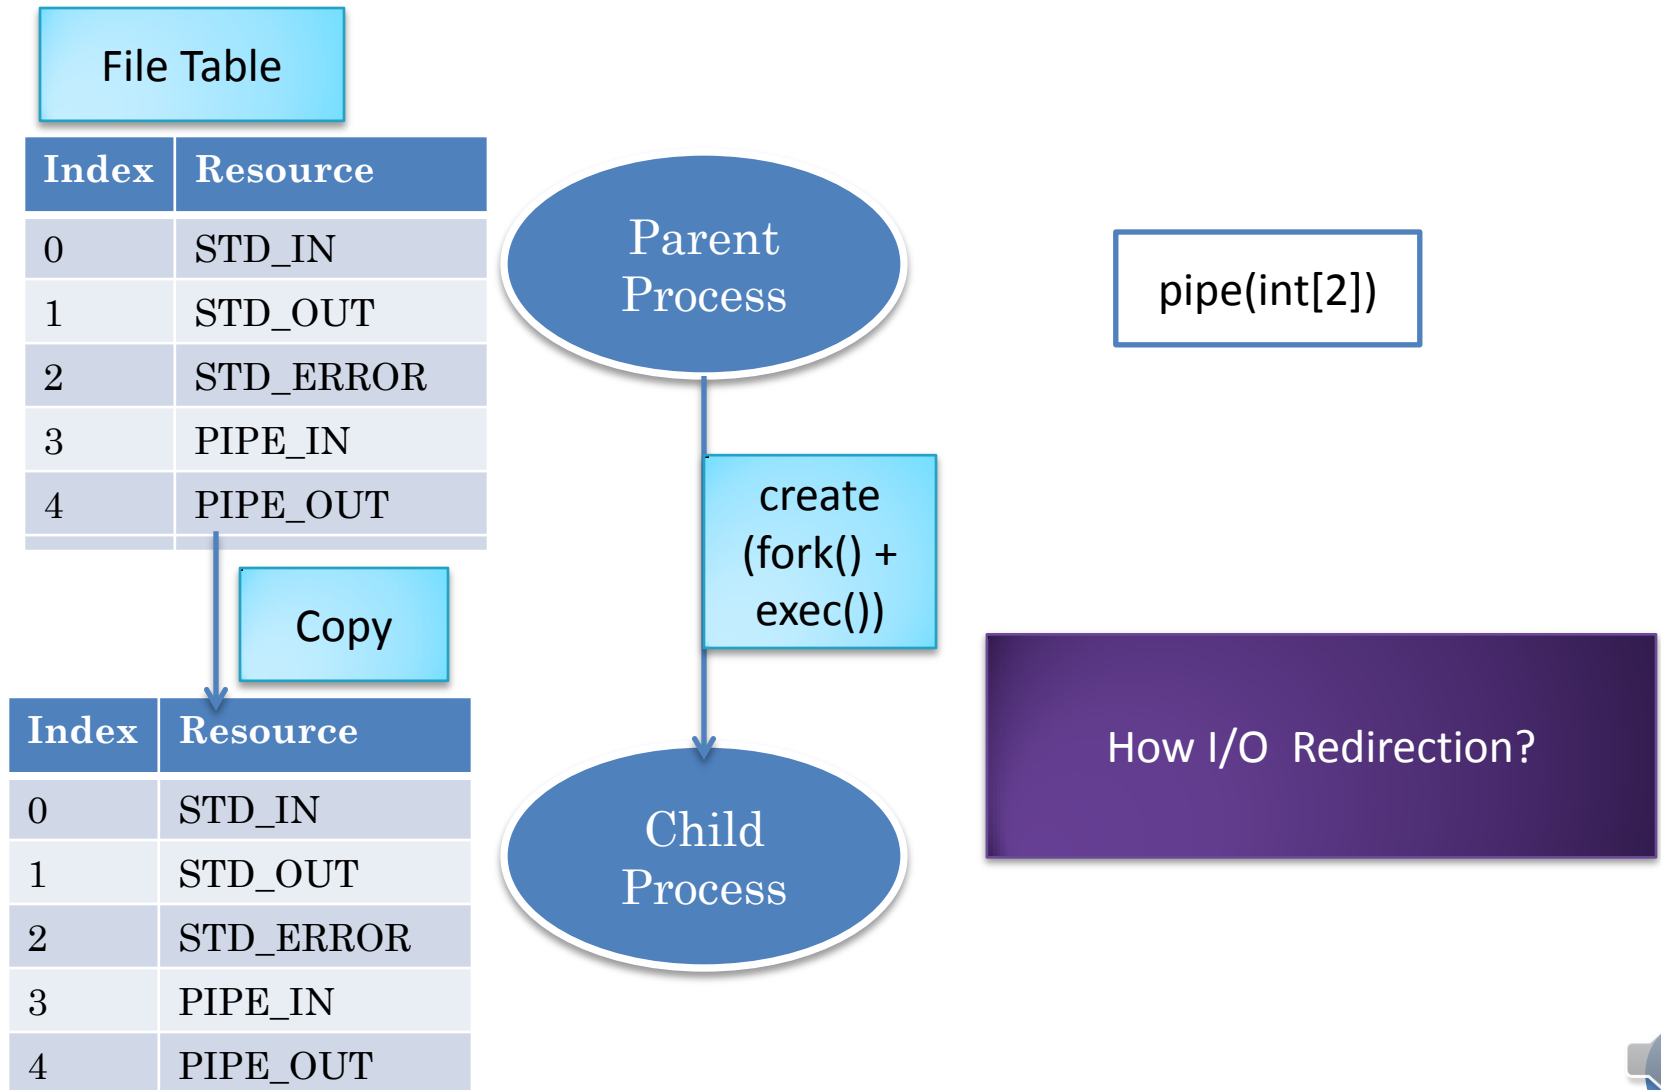 File Table
Index Resource
0 STD_IN
1 STD_OUT
2 STD_ERROR
3 PIPE_IN
4 PIPE_OUT
Parent
Process
pipe(int[2])
create
(fork() +
exec())
Copy
Index Resource
0 STD_IN
1 STD_OUT
2 STD_ERROR
3 PIPE_IN
4 PIPE_OUT
Child
Process
How I/O Redirection?